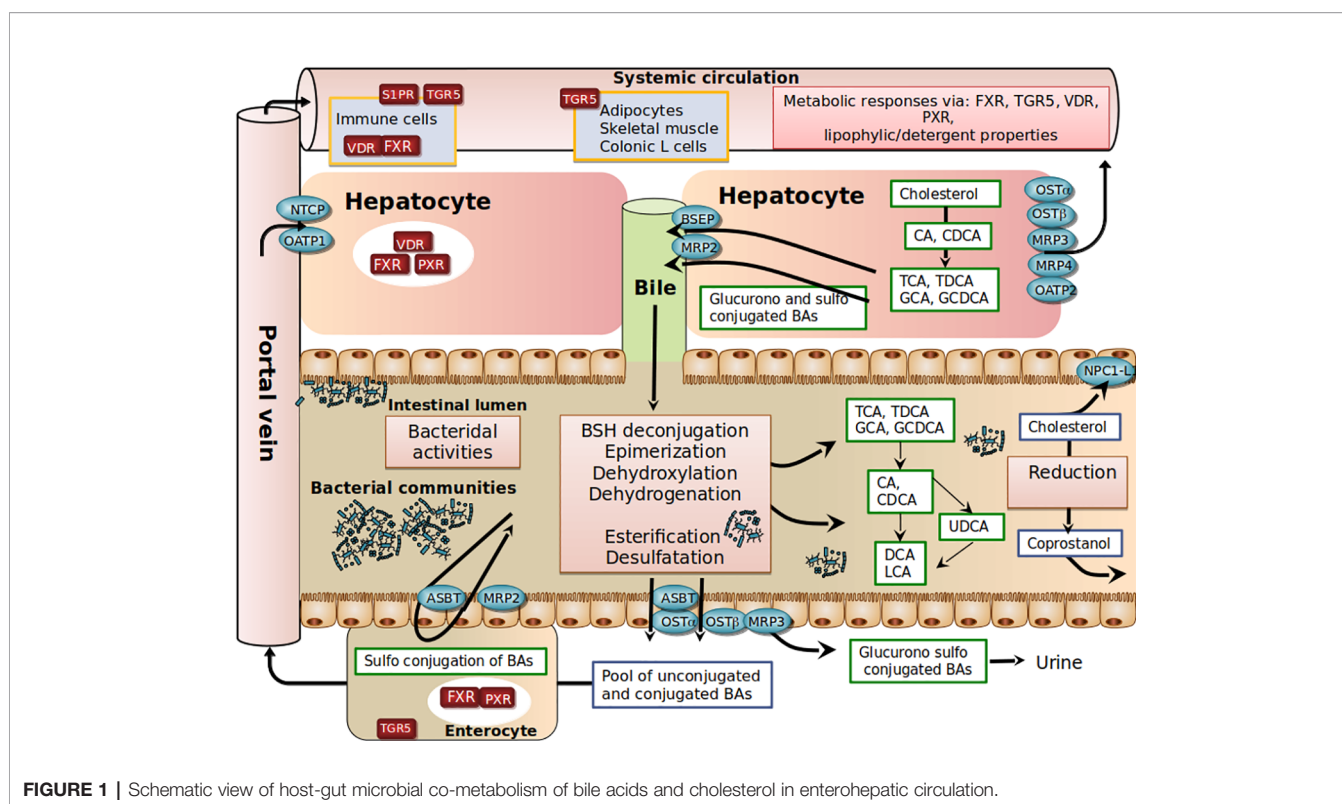 Systemic circulation
S1PR
TGR5
Immune cells
VDR
FXR
TGR5
Adipocytes
Skeletal muscle
Colonic L cells
Metabolic responses via: FXR, TGR5, VDR,
PXR,
lipophylic/detergent properties
Portal vein
NTCP
OATP1
Hepatocyte
VDR
FXR
PXR
Bile
BSEP
MRP2
Hepatocyte
Cholesterol
CA, CDCA
TCA, TDCA
GCA, GCDCA
Glucurono and sulfo
conjugated BAs
OSTα
OSTβ
MRP3
MRP4
OATP2
NPC1-L1
Intestinal lumen
Bacteridal
activities
Bacterial communities
BSH deconjugation
Epimerization
Dehydroxylation
Dehydrogenation
Esterification
Desulfatation
TCA, TDCA
GCA, GCDCA
CA,
CDCA
UDCA
DCA
LCA
Cholesterol
Reduction
Coprostanol
ASBT
MRP2
ASBT
OSTα
OSTβ
MRP3
Sulfo conjugation of BAs
FXR
PXR
TGR5
Enterocyte
Pool of unconjugated
and conjugated BAs
Glucurono sulfo
conjugated BAs
Urine
FIGURE 1 | Schematic view of host-gut microbial co-metabolism of bile acids and cholesterol in enterohepatic circulation.